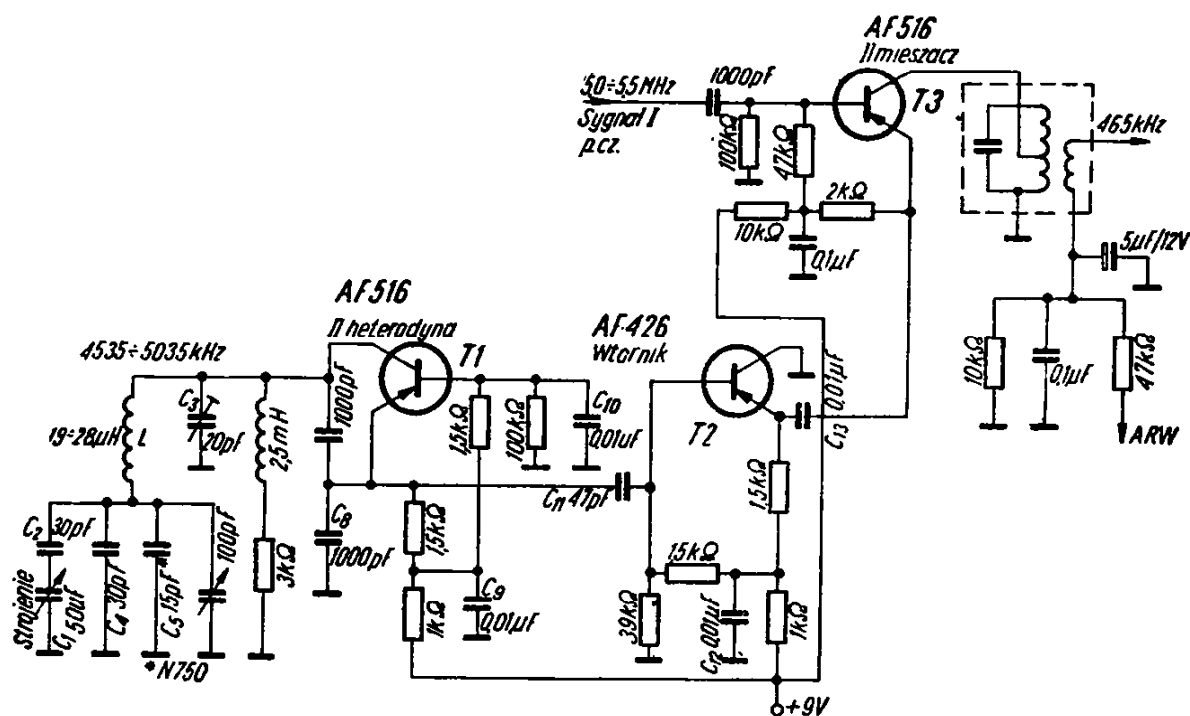 AF516
II mieszacz
T3
1000pF
5,0÷5,5MHz
Sygnał I
p.cz.
100kΩ
47kΩ
465kHz
10kΩ
2kΩ
0,1µF
5µF/12V
10kΩ
0,1µF
47kΩ
ARW
AF516
II heterodyna
T1
4535÷5035kHz
AF426
Wtórnik
T2
0,01µF
C13
C3
20pF
19÷28µH L
2,5mH
1000pF
1,5kΩ
100kΩ
C10
0,01uF
C11 47pF
1,5kΩ
C8
1000pF
1,5kΩ
C2 30pF
100pF
3kΩ
Strojenie
C1 50uF
C4 30pF
C5 15pF*
*N750
1kΩ
C9
0,01µF
1,5kΩ
39kΩ
C12 0,01µF
1kΩ
+9V